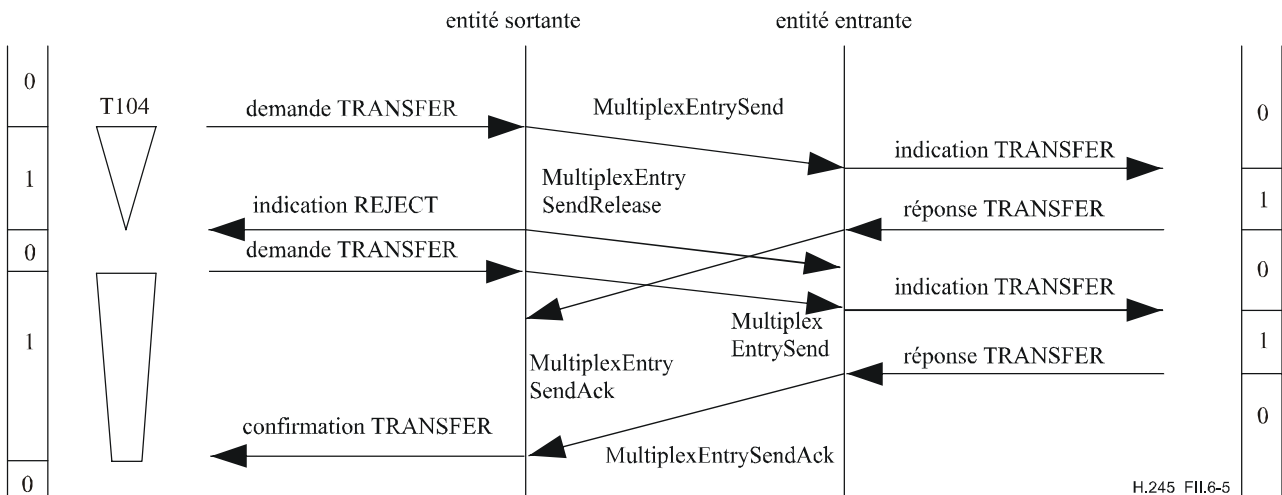 entité sortante
entité entrante
0
T104
demande TRANSFER
MultiplexEntrySend
0
indication TRANSFER
1
MultiplexEntry
SendRelease
indication REJECT
réponse TRANSFER
1
0
demande TRANSFER
0
indication TRANSFER
Multiplex
EntrySend
1
1
MultiplexEntry
SendAck
réponse TRANSFER
0
confirmation TRANSFER
MultiplexEntrySendAck
0
H.245_FII.6-5